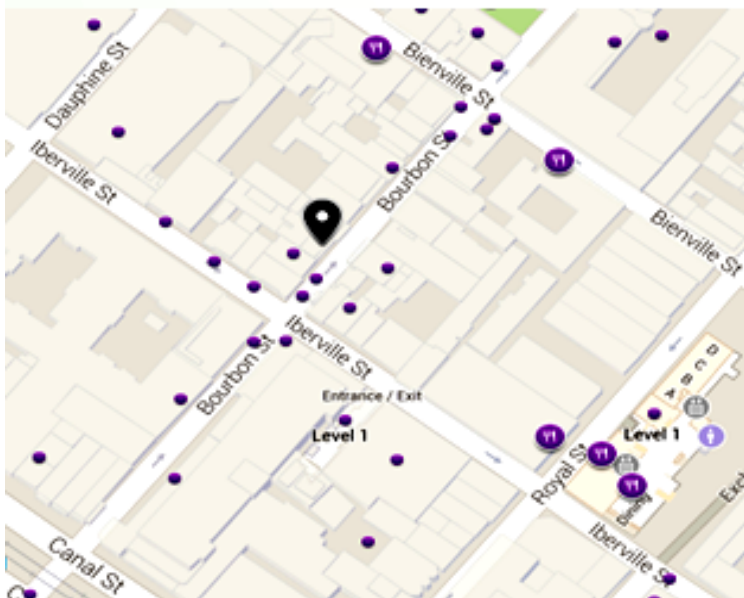 Bienville St
Dauphine St
Iberville St
Bourbon St
Bienville St
Iberville St
Bourbon St
Entrance / Exit
Level 1
D
C
B
A
Level 1
Royal St
Dining
Iberville St
Canal St